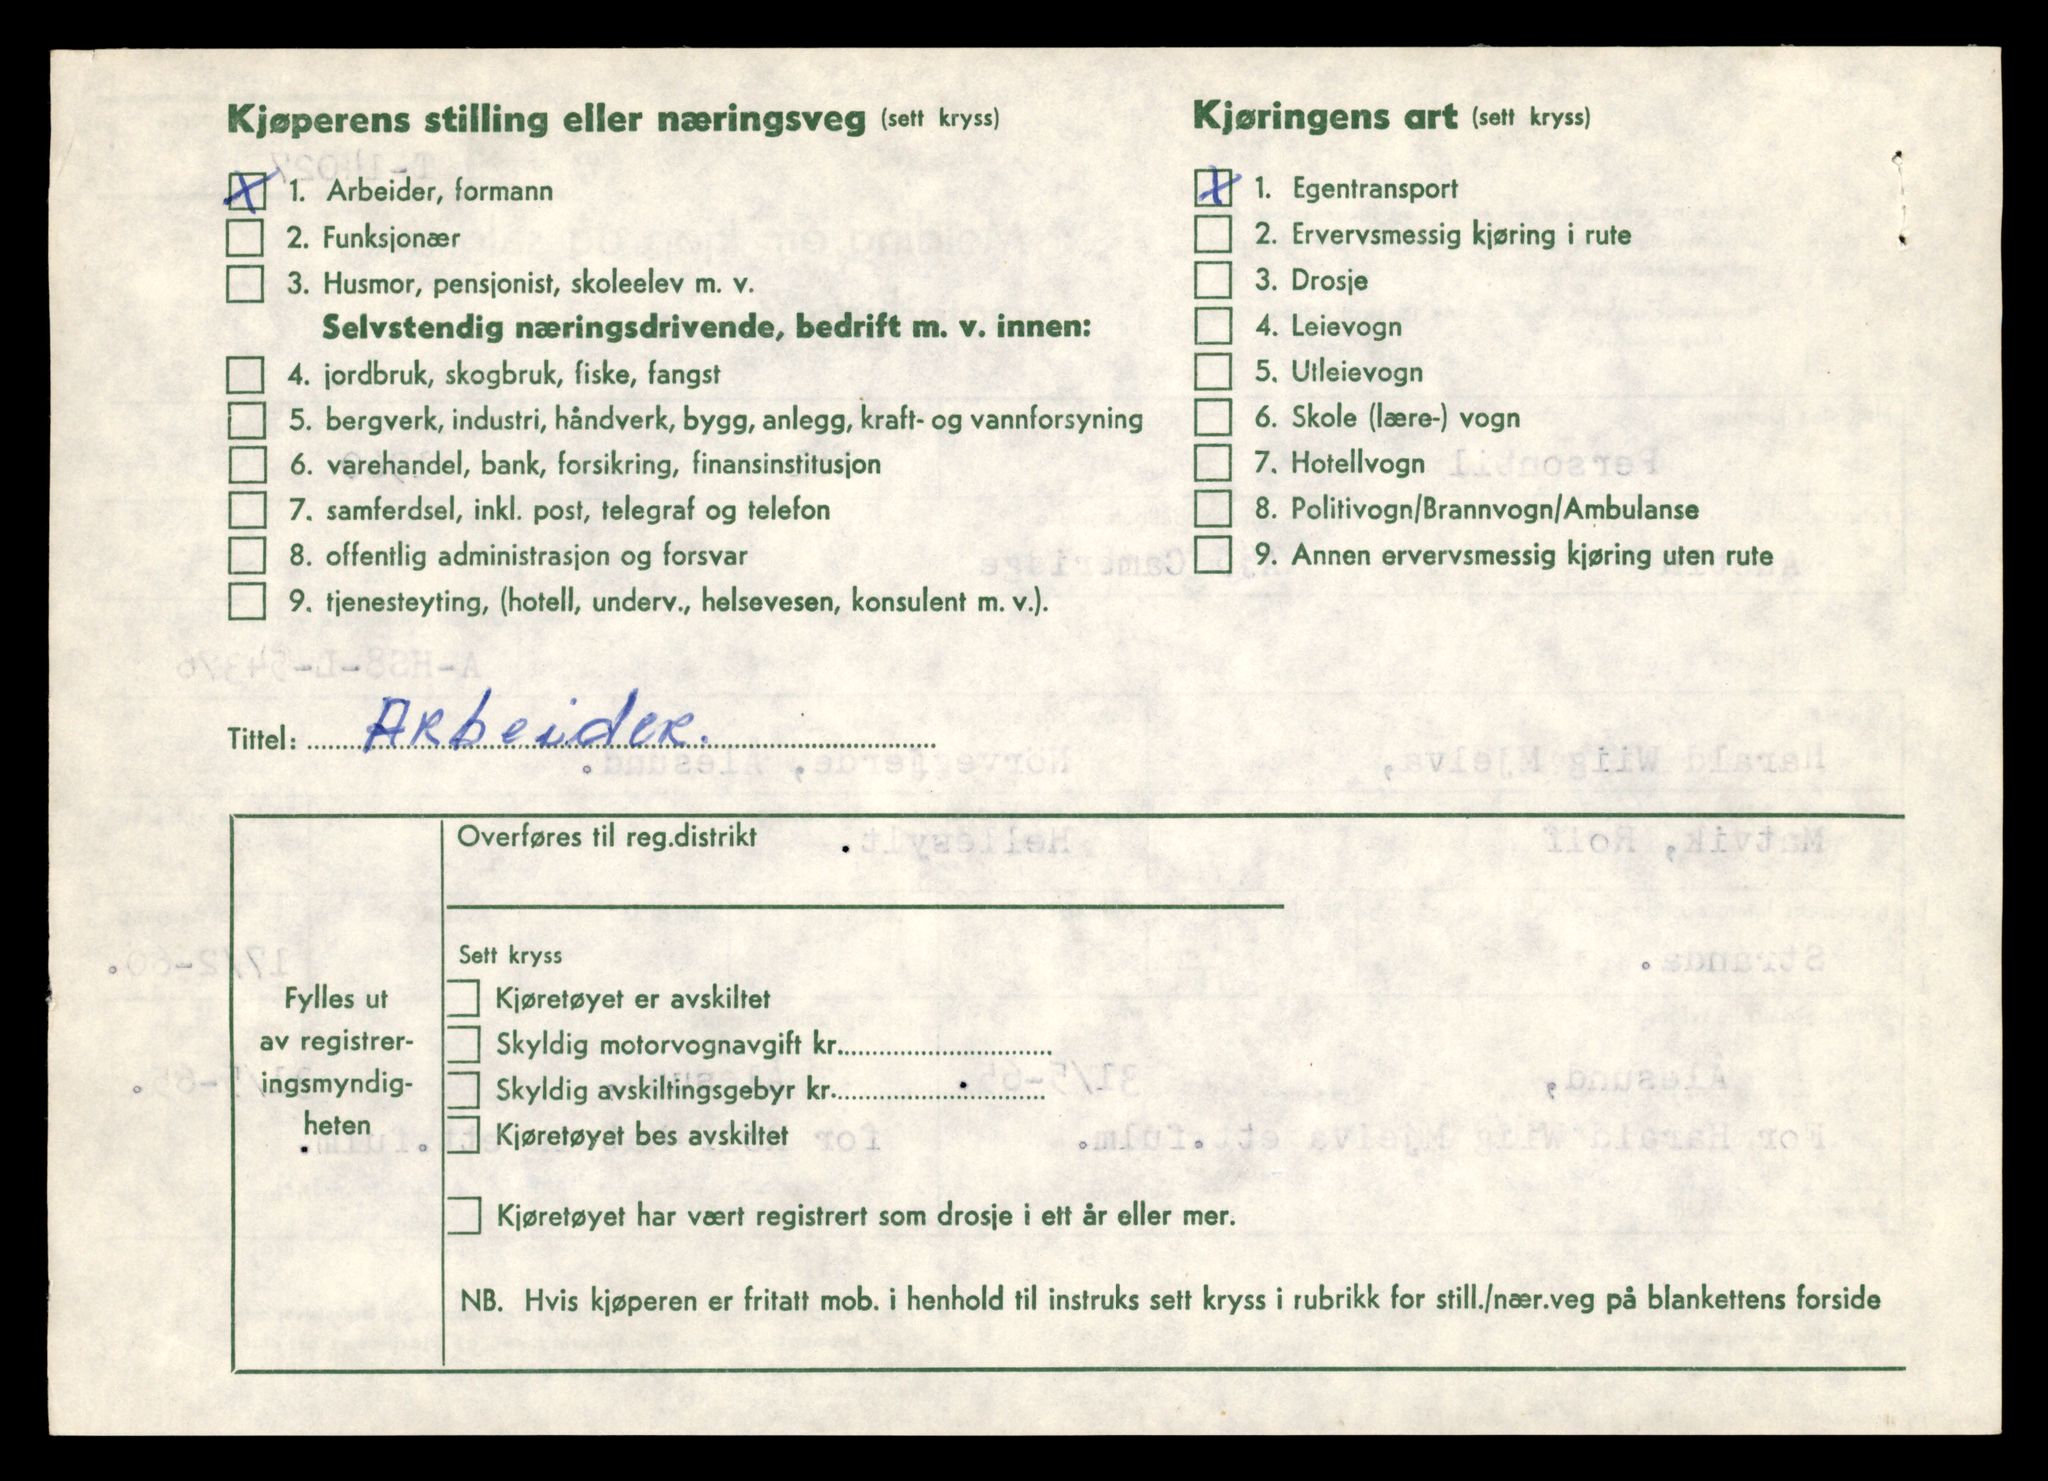 Kjøperens stilling eller næringsveg (sett kryss)
X 1. Arbeider, formann
2. Funksjonær
3. Husmor, pensjonist, skoleelev m. v.
Selvstendig næringsdrivende, bedrift m. v. innen:
4. jordbruk, skogbruk, fiske, fangst
5. bergverk, industri, håndverk, bygg, anlegg, kraft- og vannforsyning
6. varehandel, bank, forsikring, finansinstitusjon
7. samferdsel, inkl. post, telegraf og telefon
8. offentlig administrasjon og forsvar
9. tjenesteyting, (hotell, underv., helsevesen, konsulent m. v.).
Kjøringens art (sett kryss)
X 1. Egentransport
2. Ervervsmessig kjøring i rute
3. Drosje
4. Leievogn
5. Utleievogn
6. Skole (lære-) vogn
7. Hotellvogn
8. Politivogn/Brannvogn/Ambulanse
9. Annen ervervsmessig kjøring uten rute
Tittel: Arbeider.
Fylles ut
av registrer-
ingsmyndig-
heten
Overføres til reg.distrikt
Sett kryss
Kjøretøyet er avskiltet
Skyldig motorvognavgift kr.
Skyldig avskiltingsgebyr kr.
Kjøretøyet bes avskiltet
Kjøretøyet har vært registrert som drosje i ett år eller mer.
NB. Hvis kjøperen er fritatt mob. i henhold til instruks sett kryss i rubrikk for still./nær.veg på blankettens forside